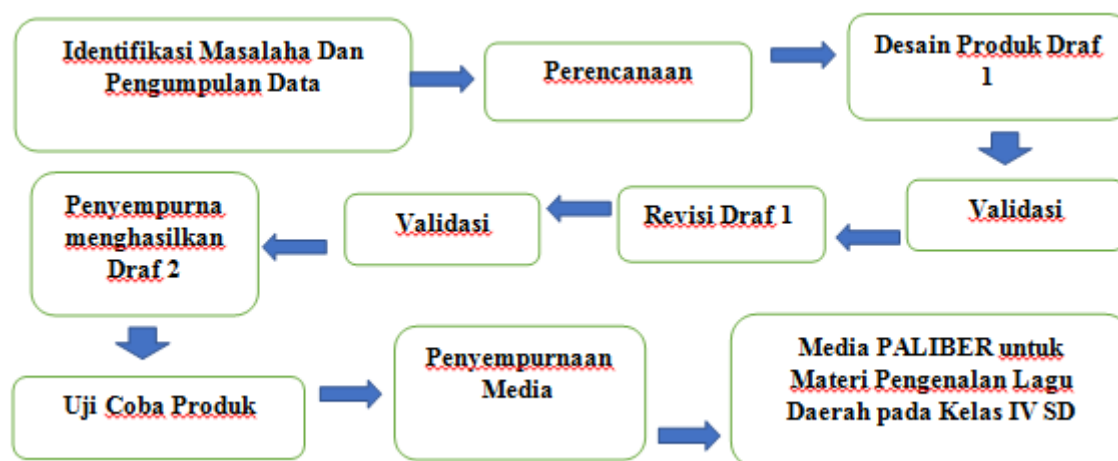 Identifikasi Masalaha Dan
Pengumpulan Data
Perencanaan
Desain Produk Draf
1
Validasi
Revisi Draf 1
Validasi
Penyempurna
menghasilkan
Draf 2
Uji Coba Produk
Penyempurnaan
Media
Media PALIBER untuk
Materi Pengenalan Lagu
Daerah pada Kelas IV SD